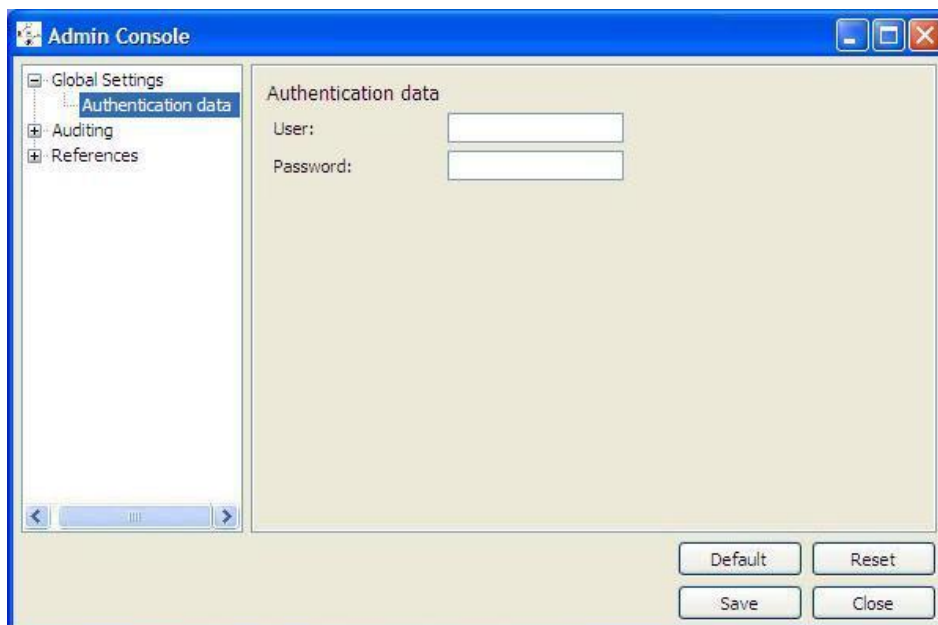 Admin Console
Global Settings
Authentication data
Auditing
References
Authentication data
User:
Password:
Default
Reset
Save
Close